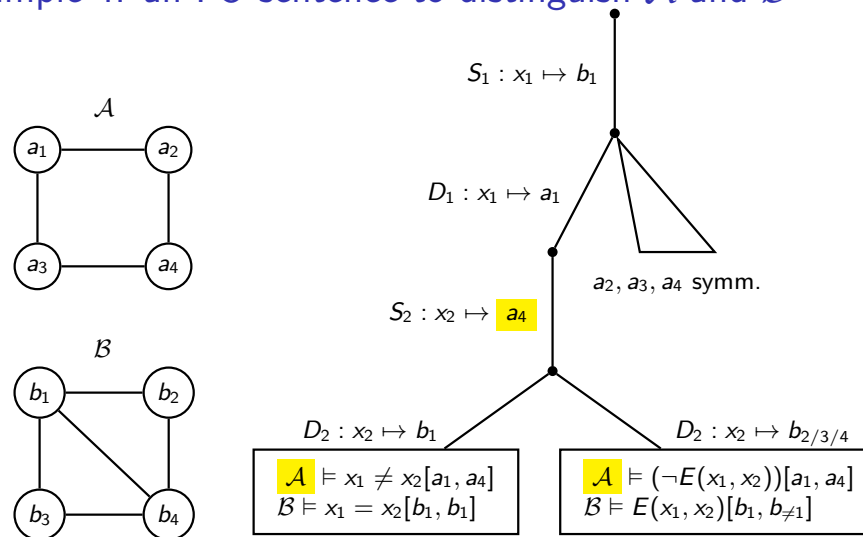 S₁ : x₁ ↦ b₁
𝒜
a₁ a₂
D₁ : x₁ ↦ a₁
a₃ a₄
a₂, a₃, a₄ symm.
S₂ : x₂ ↦ a₄
ℬ
b₁ b₂
D₂ : x₂ ↦ b₁
D₂ : x₂ ↦ b₂/₃/₄
𝒜 ⊨ x₁ ≠ x₂[a₁, a₄]
ℬ ⊨ x₁ = x₂[b₁, b₁]
𝒜 ⊨ (¬E(x₁, x₂))[a₁, a₄]
ℬ ⊨ E(x₁, x₂)[b₁, b≠₁]
b₃ b₄